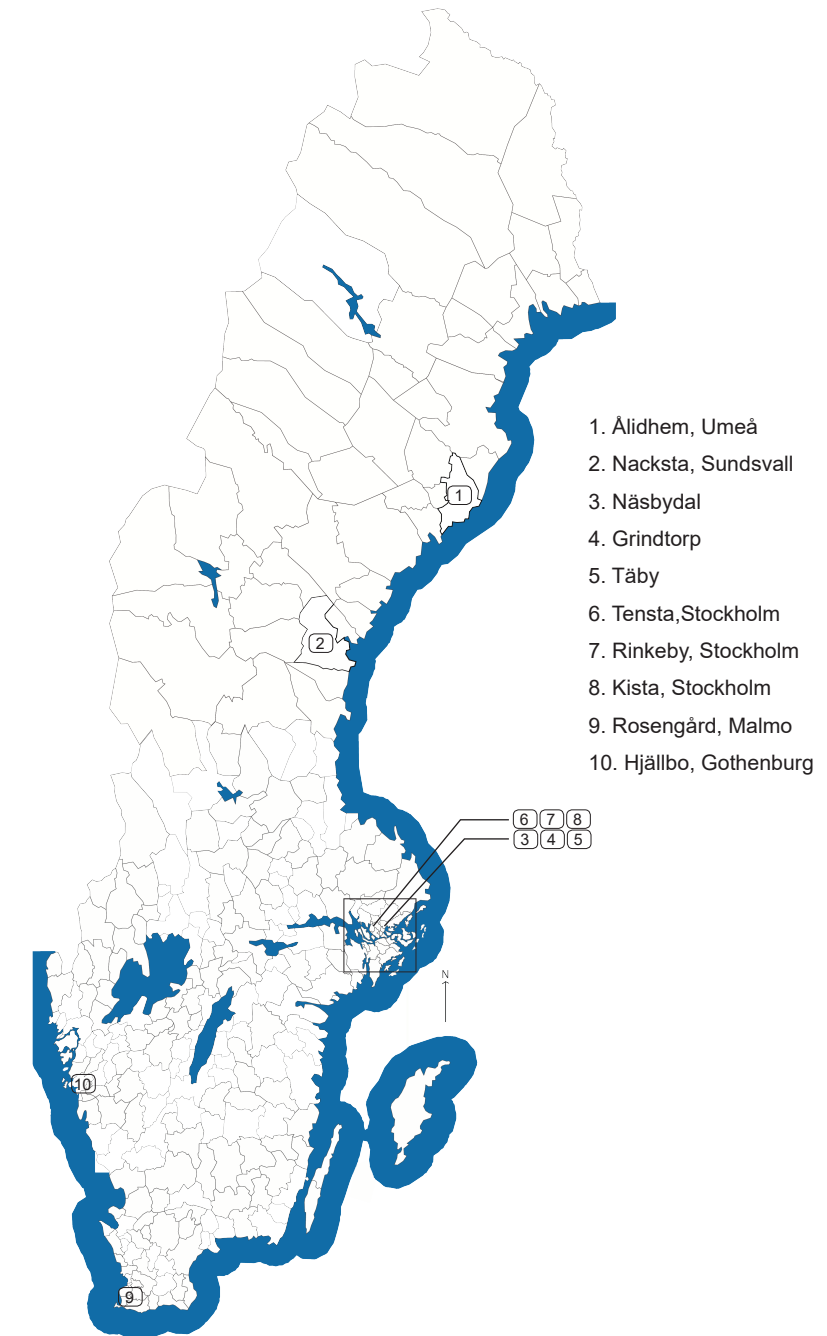 1. Ålidhem, Umeå
2. Nacksta, Sundsvall
3. Näsbydal
4. Grindtorp
5. Täby
6. Tensta,Stockholm
7. Rinkeby, Stockholm
8. Kista, Stockholm
9. Rosengård, Malmo
10. Hjällbo, Gothenburg
1
2
6 7 8
3 4 5
N
10
9